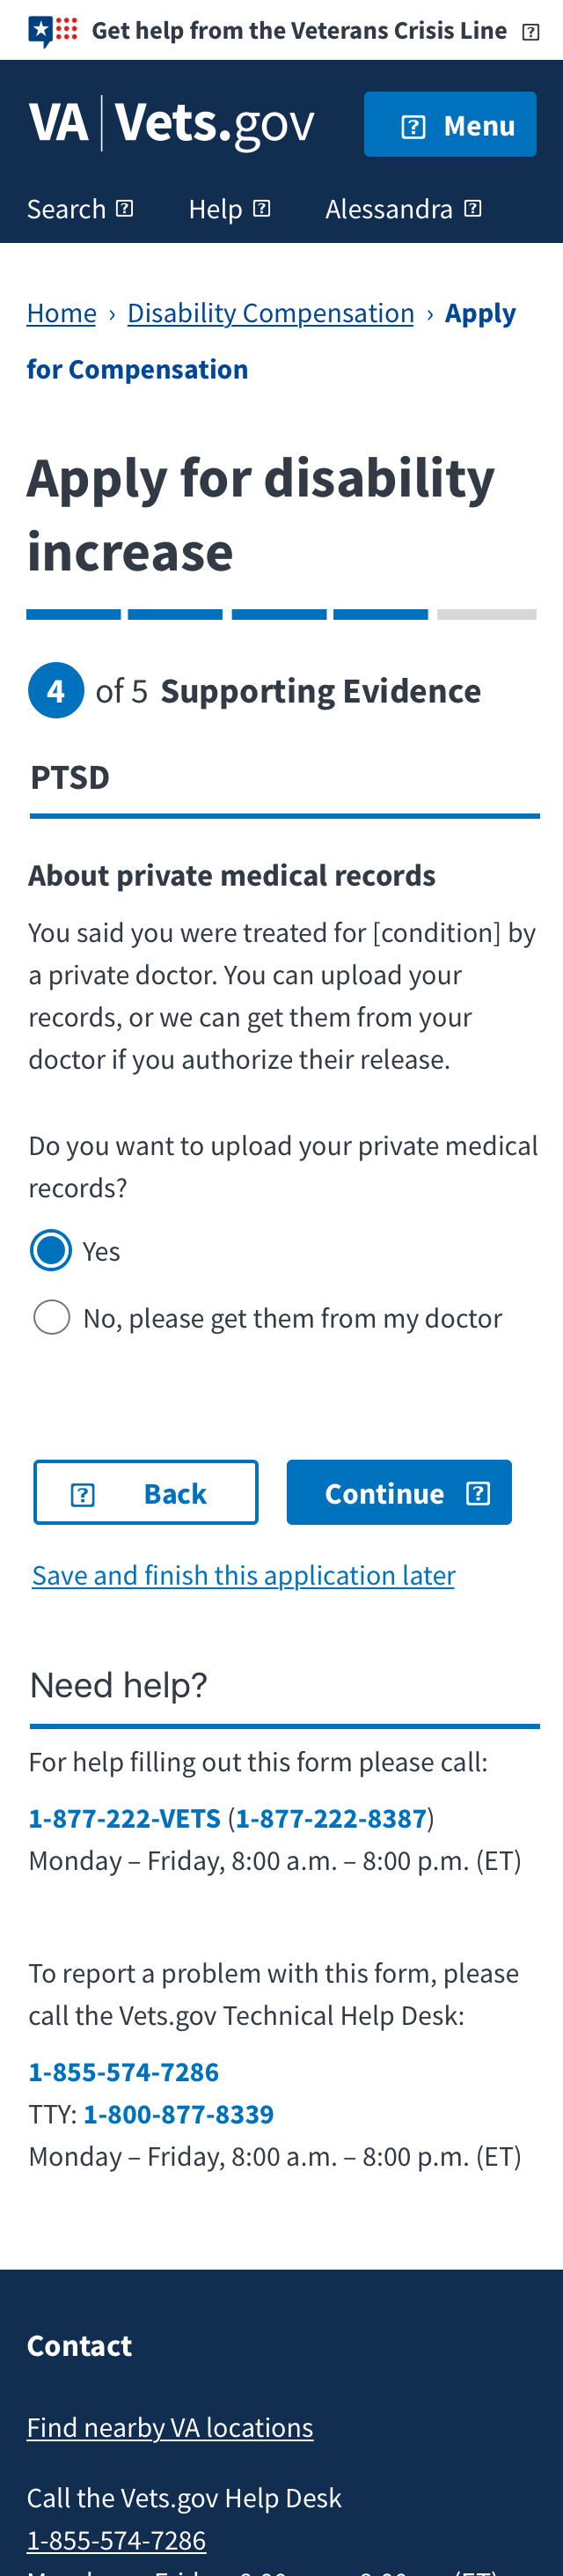 Get help from the Veterans Crisis Line
VA Vets.gov
Menu
Search
Help
Alessandra
Home › Disability Compensation › Apply
for Compensation
Apply for disability
increase
4 of 5 Supporting Evidence
PTSD
About private medical records
You said you were treated for [condition] by
a private doctor. You can upload your
records, or we can get them from your
doctor if you authorize their release.
Do you want to upload your private medical
records?
Yes
No, please get them from my doctor
Back
Continue
Save and finish this application later
Need help?
For help filling out this form please call:
1-877-222-VETS (1-877-222-8387)
Monday – Friday, 8:00 a.m. – 8:00 p.m. (ET)
To report a problem with this form, please
call the Vets.gov Technical Help Desk:
1-855-574-7286
TTY: 1-800-877-8339
Monday – Friday, 8:00 a.m. – 8:00 p.m. (ET)
Contact
Find nearby VA locations
Call the Vets.gov Help Desk
1-855-574-7286